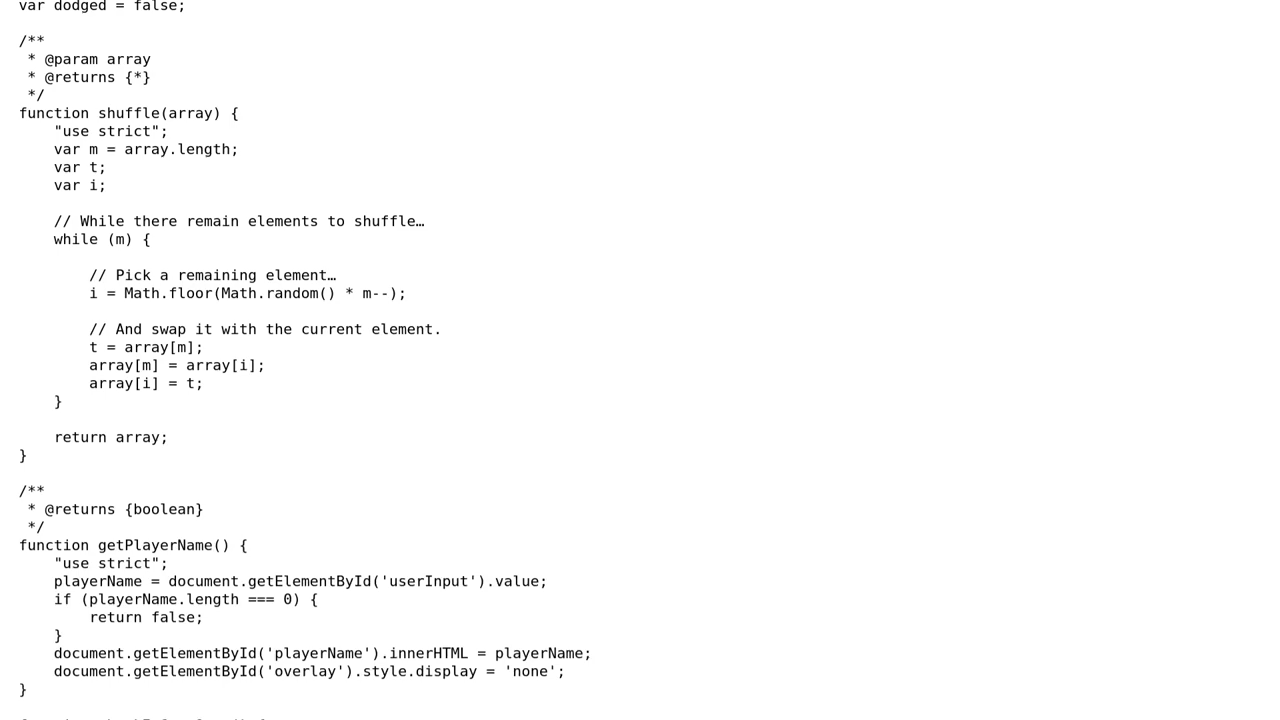 var dodged = false;

/**
 * @param array
 * @returns {*}
 */
function shuffle(array) {
    "use strict";
    var m = array.length;
    var t;
    var i;

    // While there remain elements to shuffle…
    while (m) {

        // Pick a remaining element…
        i = Math.floor(Math.random() * m--);

        // And swap it with the current element.
        t = array[m];
        array[m] = array[i];
        array[i] = t;
    }

    return array;
}

/**
 * @returns {boolean}
 */
function getPlayerName() {
    "use strict";
    playerName = document.getElementById('userInput').value;
    if (playerName.length === 0) {
        return false;
    }
    document.getElementById('playerName').innerHTML = playerName;
    document.getElementById('overlay').style.display = 'none';
}